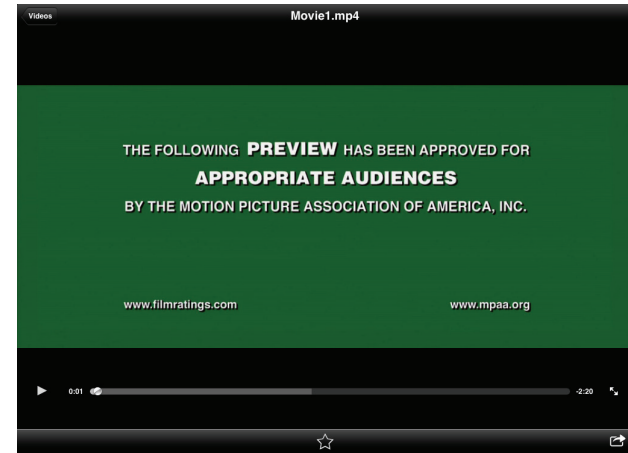 Videos
Movie1.mp4
THE FOLLOWING PREVIEW HAS BEEN APPROVED FOR
APPROPRIATE AUDIENCES
BY THE MOTION PICTURE ASSOCIATION OF AMERICA, INC.
www.filmratings.com www.mpaa.org
0:01 -2:20